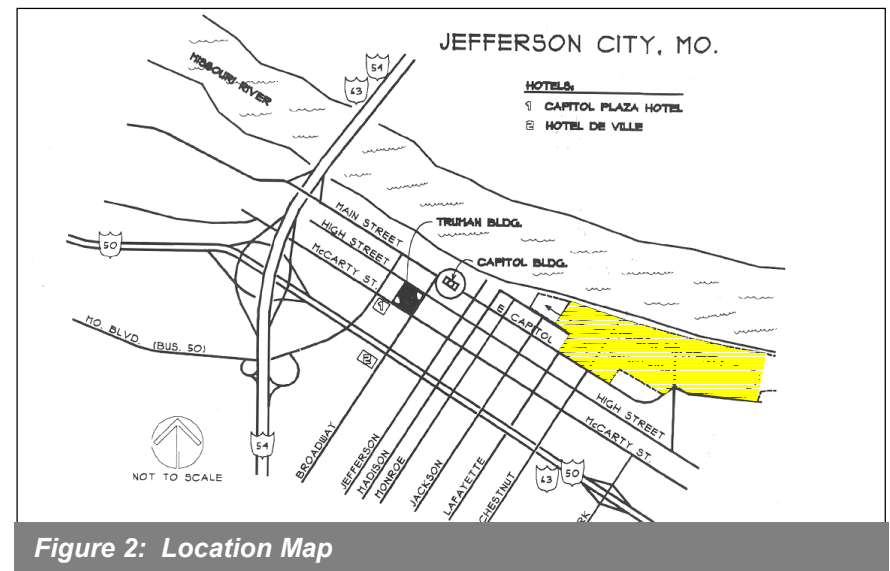 JEFFERSON CITY, MO.
HOTELS:
1 CAPITOL PLAZA HOTEL
2 HOTEL DE VILLE
MISSOURI RIVER
54
63
MAIN STREET
HIGH STREET
McCARTY ST.
TRUMAN BLDG.
CAPITOL BLDG.
50
1
2
E. CAPITOL
MO. BLVD. (BUS. 50)
54
NOT TO SCALE
BROADWAY
JEFFERSON
MADISON
MONROE
JACKSON
LAFAYETTE
CHESTNUT
HIGH STREET
McCARTY ST.
63
50
RK
Figure 2: Location Map